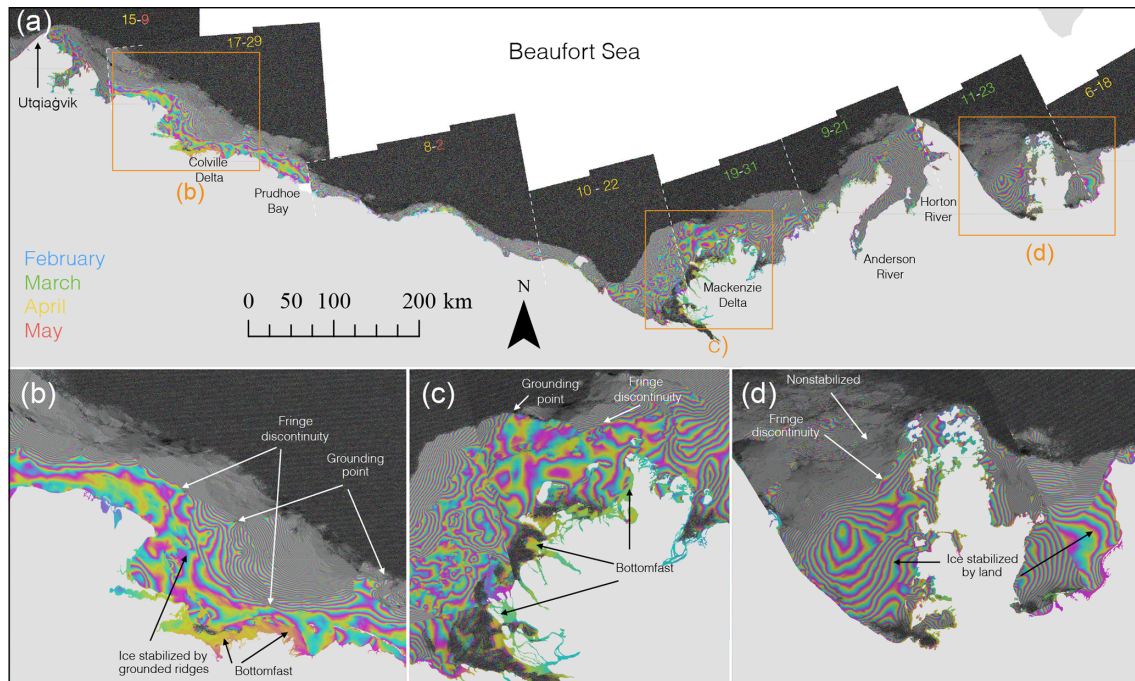 (a)
15-9
17-29
Beaufort Sea
Utqiaġvik
Colville
Delta
(b)
Prudhoe
Bay
8-2
10 - 22
19-31
9-21
11-23
6-18
Horton
River
Anderson
River
(d)
Mackenzie
Delta
c)
February
March
April
May
0 50 100 200 km
N
(b)
Fringe
discontinuity
Grounding
point
Ice stabilized by
grounded ridges
Bottomfast
(c)
Grounding
point
Fringe
discontinuity
Bottomfast
(d)
Nonstabilized
Fringe
discontinuity
Ice stabilized
by land